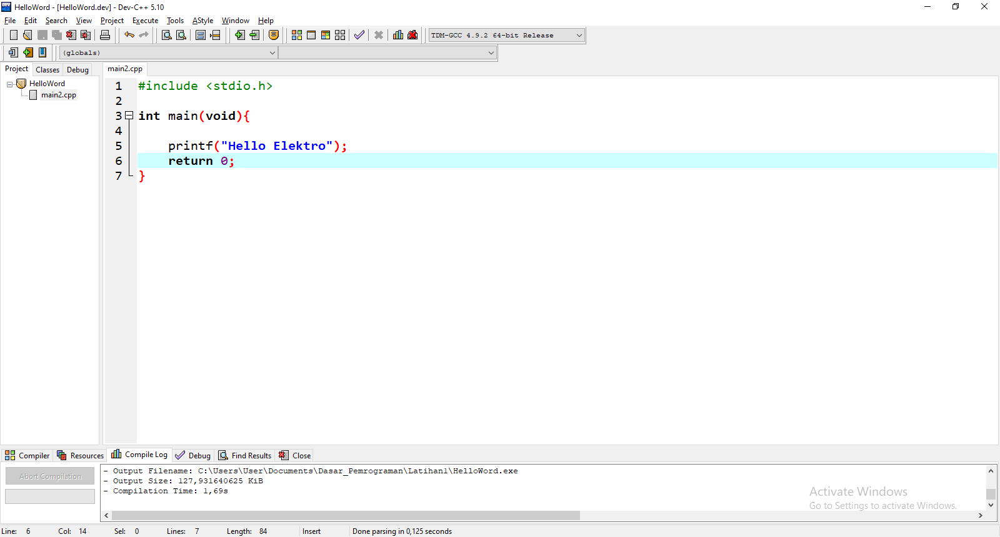 HelloWord - [HelloWord.dev] - Dev-C++ 5.10
File Edit Search View Project Execute Tools AStyle Window Help
TDM-GCC 4.9.2 64-bit Release
(globals)
Project Classes Debug
main2.cpp
HelloWord
main2.cpp
1 #include <stdio.h>
2
3 int main(void){
4
5 printf("Hello Elektro");
6 return 0;
7 }
Compiler Resources Compile Log Debug Find Results Close
Abort Compilation
- Output Filename: C:\Users\User\Documents\Dasar_Pemrograman\Latihan1\HelloWord.exe
- Output Size: 127,931640625 KiB
- Compilation Time: 1,69s
Activate Windows
Go to Settings to activate Windows.
Line: 6 Col: 14 Sel: 0 Lines: 7 Length: 84 Insert Done parsing in 0,125 seconds